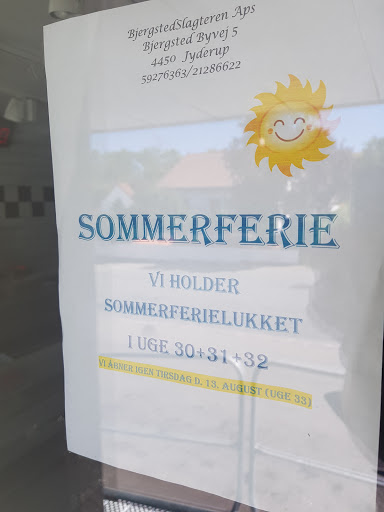 BjergstedSlagteren Aps
Bjergsted Byvej 5
4450 Jyderup
59276363/21286622
SOMMERFERIE
VI HOLDER
SOMMERFERIELUKKET
I UGE 30+31+32
VI ÅBNER IGEN TIRSDAG D. 13. AUGUST (UGE 33)